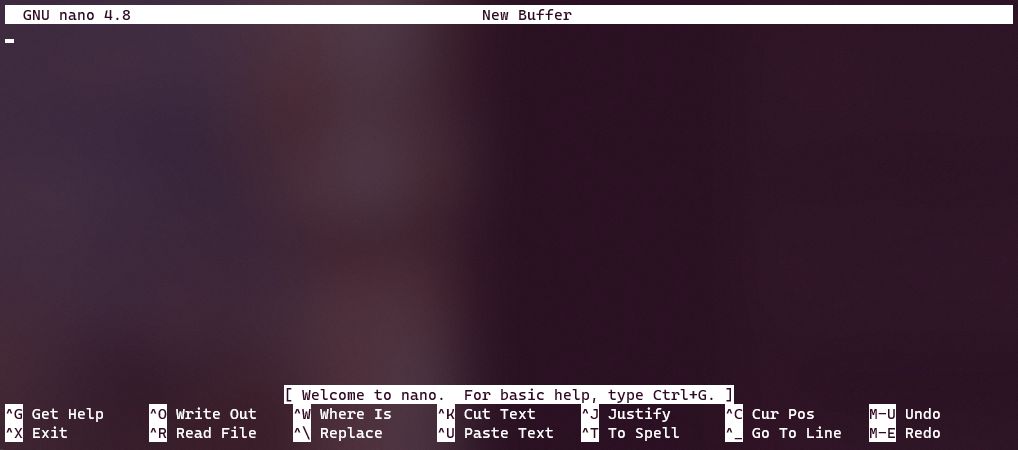 GNU nano 4.8 New Buffer
[ Welcome to nano.  For basic help, type Ctrl+G. ]
^G Get Help ^O Write Out ^W Where Is ^K Cut Text ^J Justify ^C Cur Pos M-U Undo
^X Exit ^R Read File ^\ Replace ^U Paste Text ^T To Spell ^_ Go To Line M-E Redo